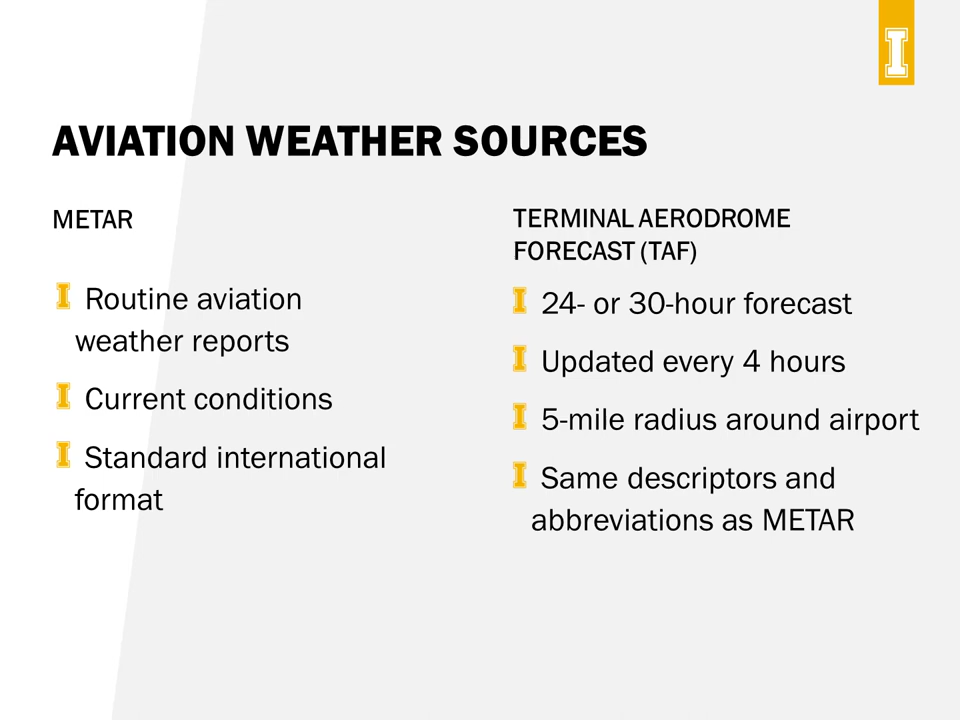 AVIATION WEATHER SOURCES
METAR
Routine aviation
weather reports
Current conditions
Standard international
format
TERMINAL AERODROME
FORECAST (TAF)
24- or 30-hour forecast
Updated every 4 hours
5-mile radius around airport
Same descriptors and
abbreviations as METAR